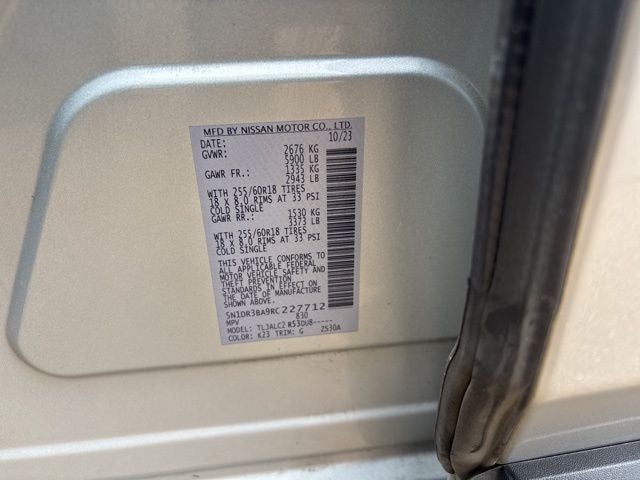 MFD BY NISSAN MOTOR CO., LTD.
DATE: 10/23
GVWR: 2676 KG
5900 LB
GAWR FR.: 1335 KG
2943 LB
WITH 255/60R18 TIRES
18 x 8.0 RIMS AT 33 PSI
COLD SINGLE
GAWR RR.: 1530 KG
3373 LB
WITH 255/60R18 TIRES
18 x 8.0 RIMS AT 33 PSI
COLD SINGLE
THIS VEHICLE CONFORMS TO
ALL APPLICABLE FEDERAL
MOTOR VEHICLE SAFETY AND
THEFT PREVENTION
STANDARDS IN EFFECT ON
THE DATE OF MANUFACTURE
SHOWN ABOVE.
5N1DR3BA9RC227712
MPV 830
MODEL: TLJALC2 R53DUB-----
COLOR: K23 TRIM: G ZS30A